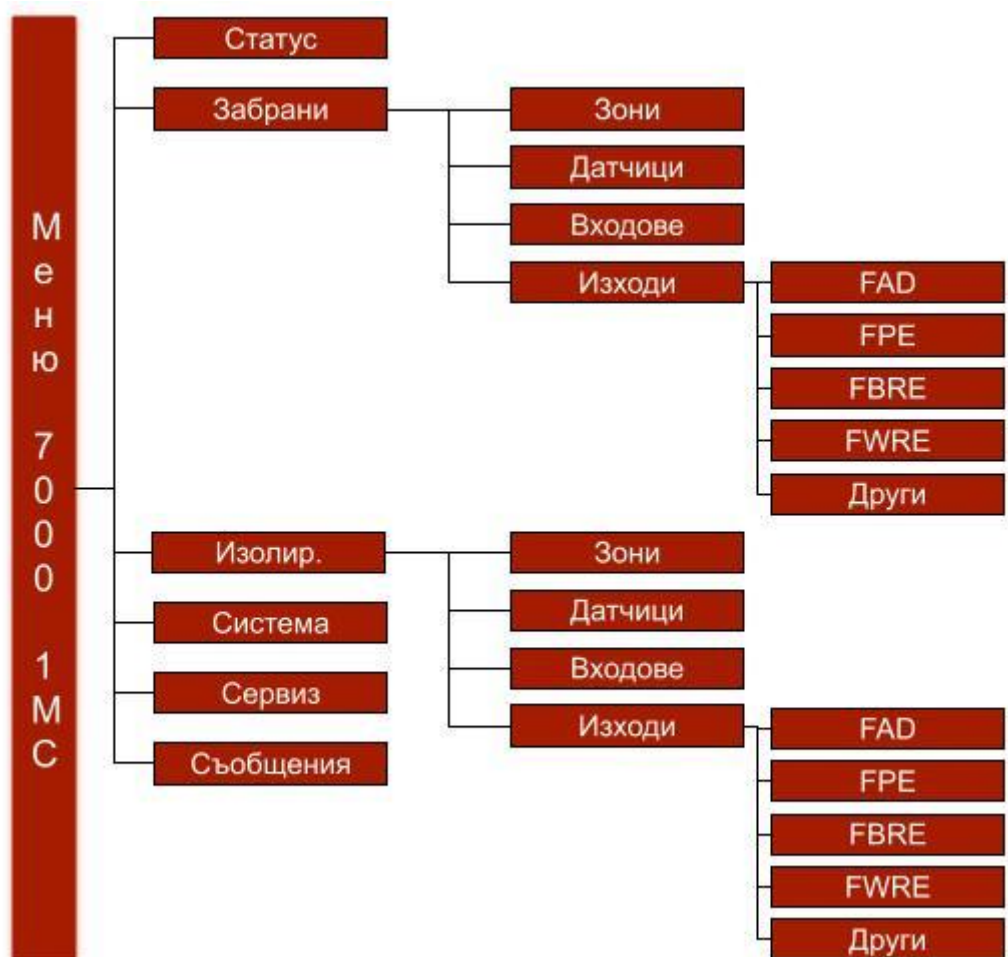 Меню 7000 1МС
Статус
Забрани
Зони
Датчици
Входове
Изходи
FAD
FPE
FBRE
FWRE
Други
Изолир.
Зони
Датчици
Входове
Изходи
FAD
FPE
FBRE
FWRE
Други
Система
Сервиз
Съобщения